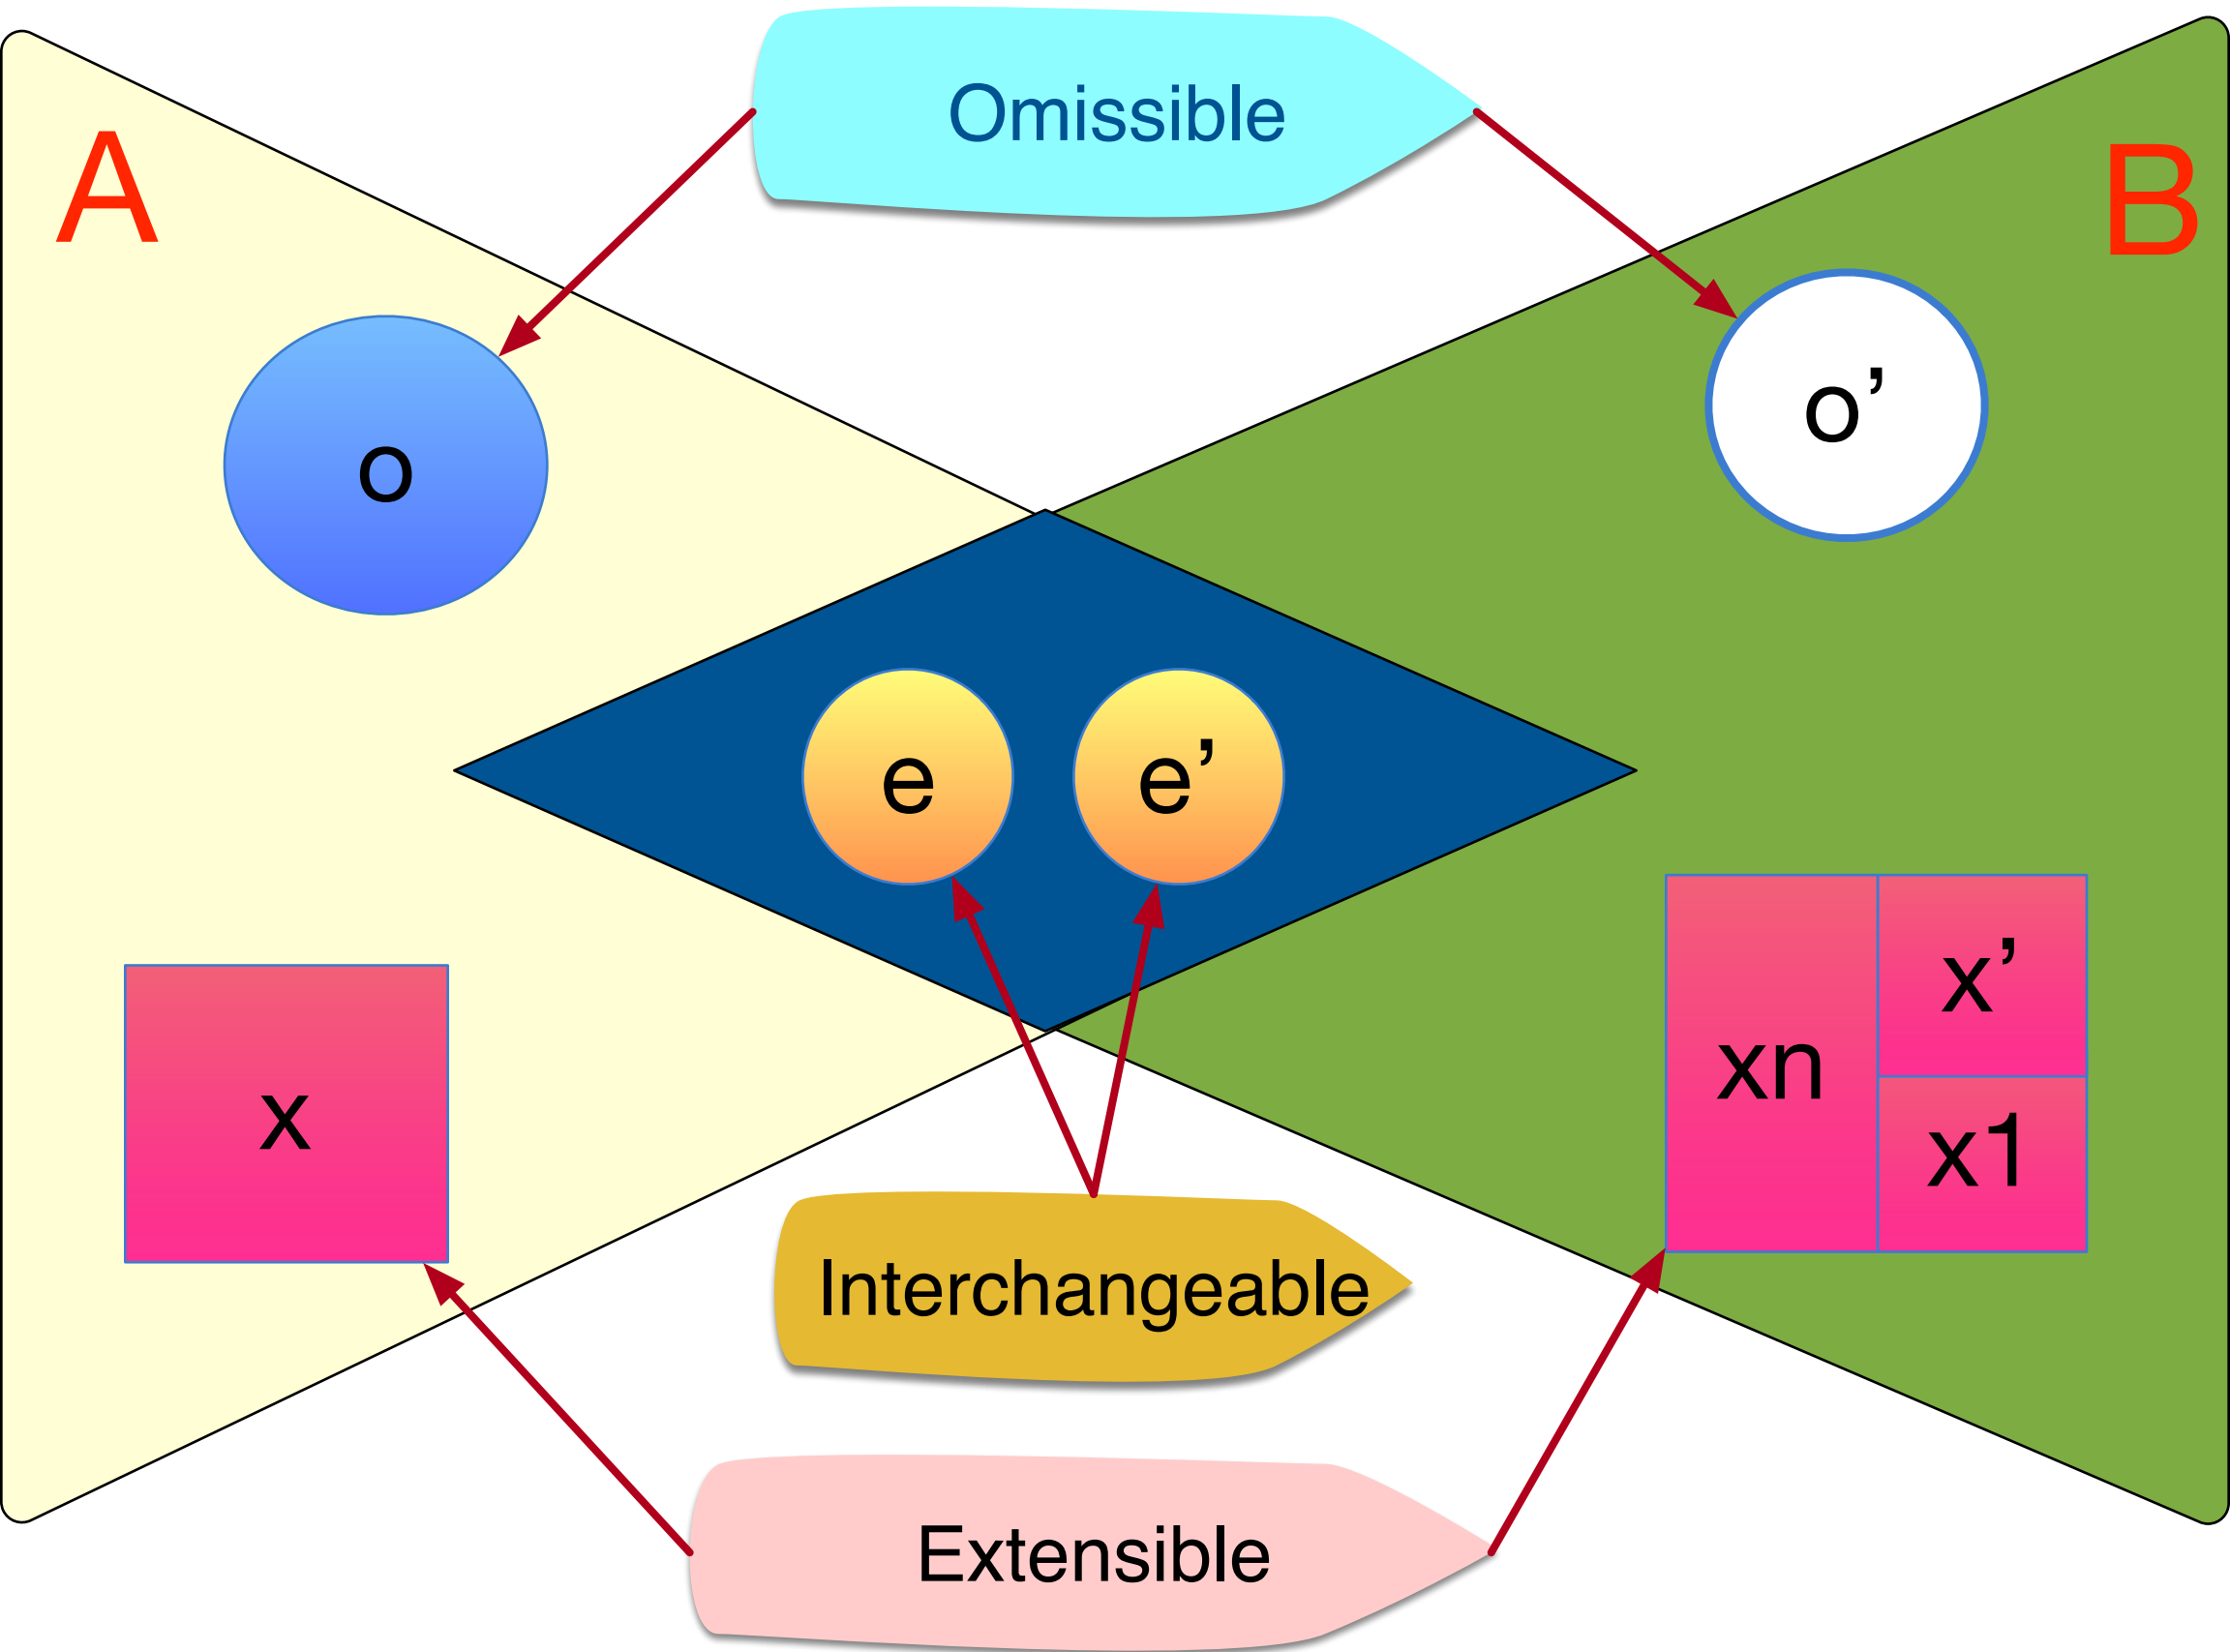 Omissible
A
B
o
o’
e
e’
x
xn
x’
x1
Interchangeable
Extensible